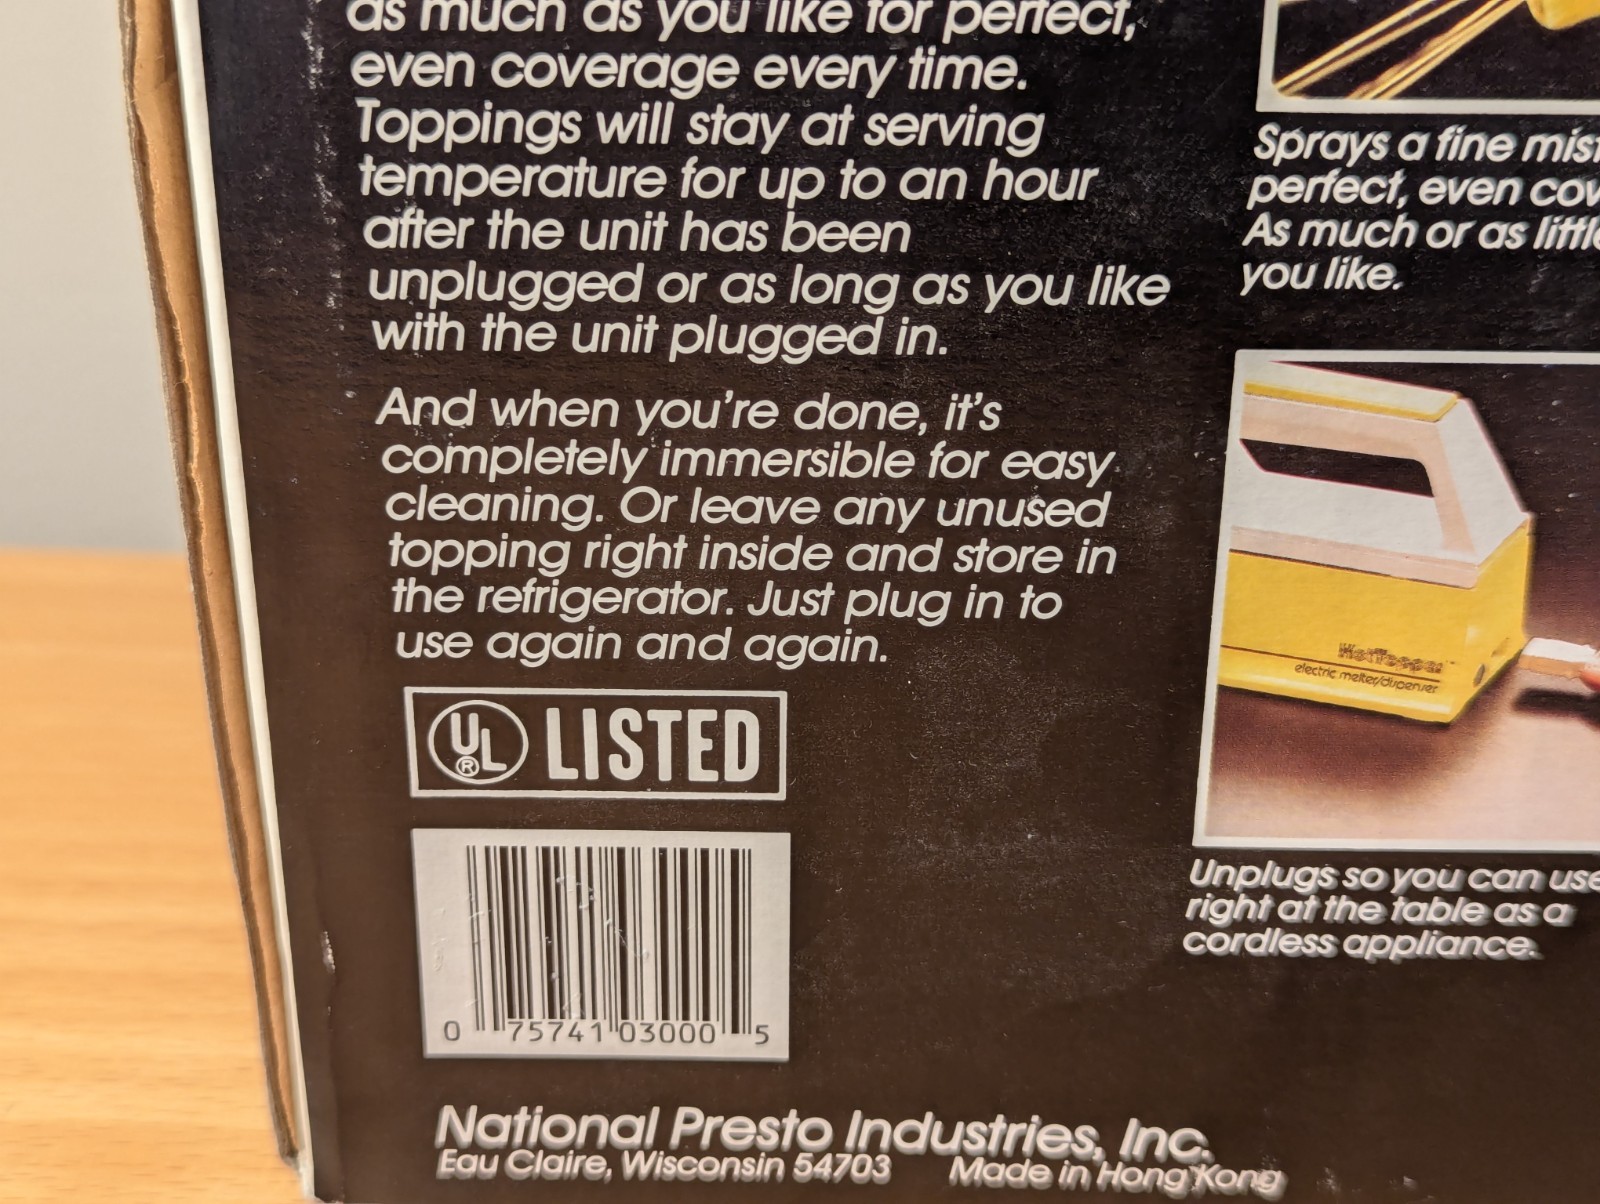 as much as you like for perfect,
even coverage every time.
Toppings will stay at serving
temperature for up to an hour
after the unit has been
unplugged or as long as you like
with the unit plugged in.
And when you're done, it's
completely immersible for easy
cleaning. Or leave any unused
topping right inside and store in
the refrigerator. Just plug in to
use again and again.
UL ® LISTED
0 75741 03000 5
National Presto Industries, Inc.
Eau Claire, Wisconsin 54703 Made in Hong Kong
Sprays a fine mist
perfect, even
As much or as little
you like.
HotTopper™
electric melter/dispenser
Unplugs so you can use
right at the table as a
cordless appliance.